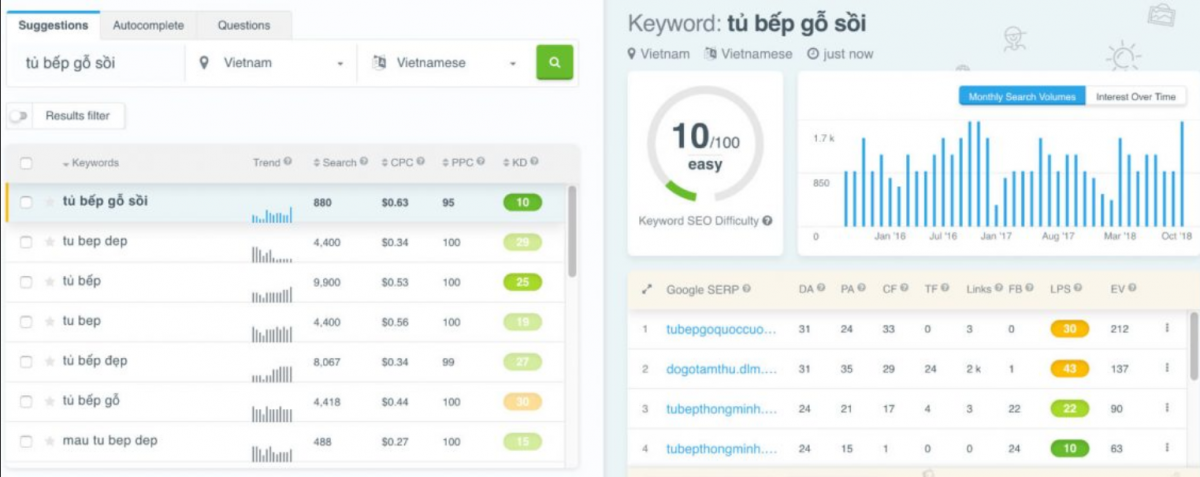 Suggestions Autocomplete Questions
tủ bếp gỗ sồi Vietnam Vietnamese
Results filter
Keywords Trend Search CPC PPC KD
tủ bếp gỗ sồi 880 $0.63 95 10
tu bep dep 4,400 $0.34 100 29
tủ bếp 9,900 $0.53 100 25
tu bep 4,400 $0.56 100 19
tủ bếp đẹp 8,067 $0.34 99 27
tủ bếp gỗ 4,418 $0.44 100 30
mau tu bep dep 488 $0.27 100 15
Keyword: tủ bếp gỗ sồi
Vietnam Vietnamese just now
10/100
easy
Keyword SEO Difficulty
Monthly Search Volumes Interest Over Time
1.7 k
850
0
Jan '16 Jul '16 Jan '17 Aug '17 Mar '18 Oct '18
Google SERP DA PA CF TF Links FB LPS EV
1 tubepgoquoccuo... 31 24 33 0 3 0 30 212
2 dogotamthu.dlm.... 31 35 29 24 2 k 1 43 137
3 tubepthongminh.... 24 21 17 4 3 22 22 90
4 tubepthongminh.... 24 15 1 0 0 24 10 63